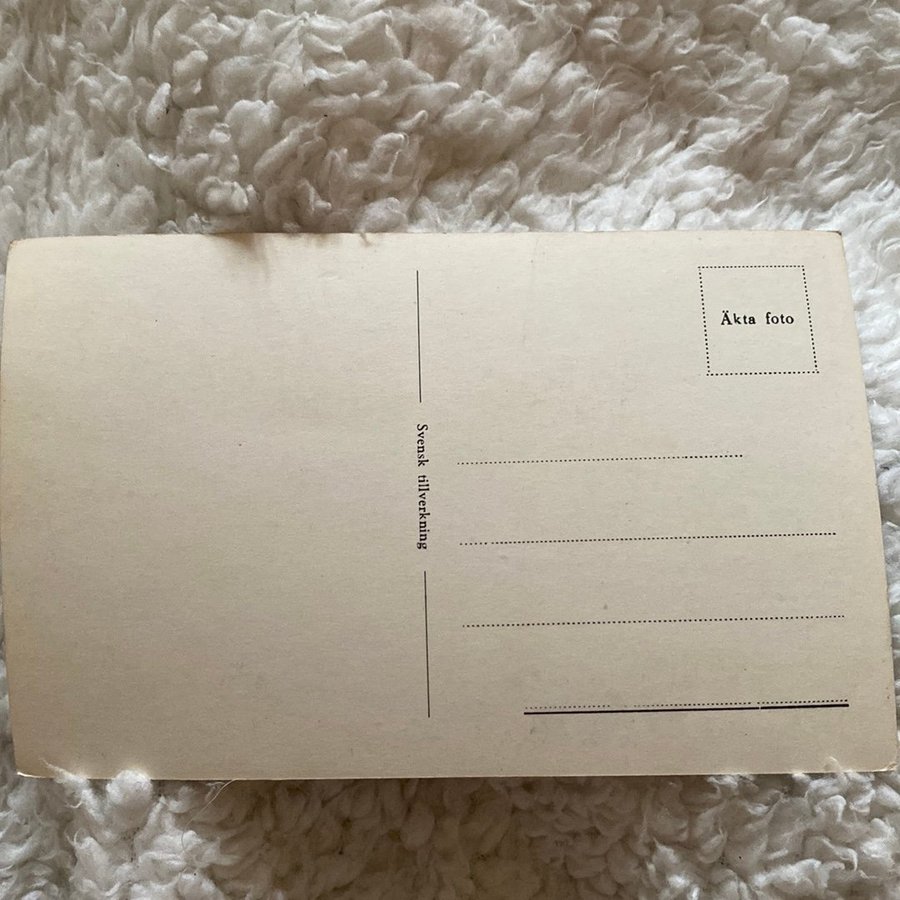 Äkta foto
Svensk tillverkning